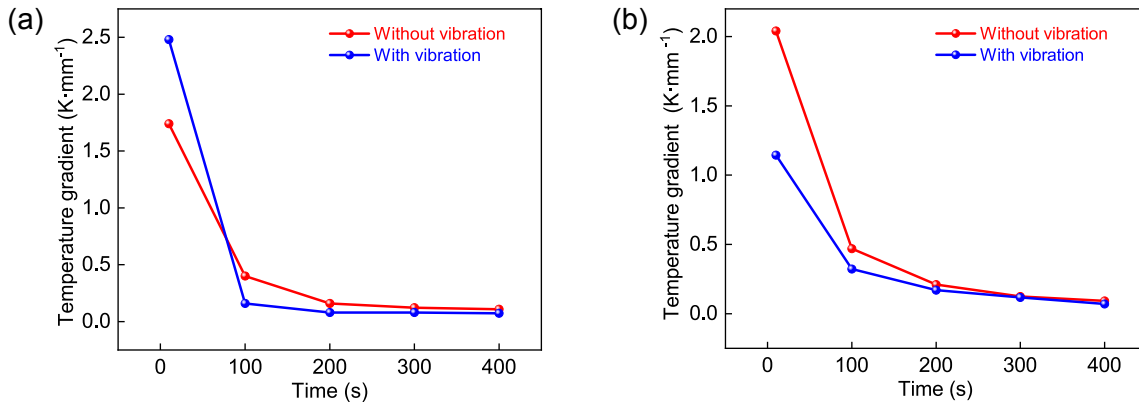 (a)
Without vibration
With vibration
Temperature gradient (K·mm⁻¹)
2.5
2.0
1.5
1.0
0.5
0.0
0 100 200 300 400
Time (s)
(b)
Without vibration
With vibration
Temperature gradient (K·mm⁻¹)
2.0
1.5
1.0
0.5
0.0
0 100 200 300 400
Time (s)